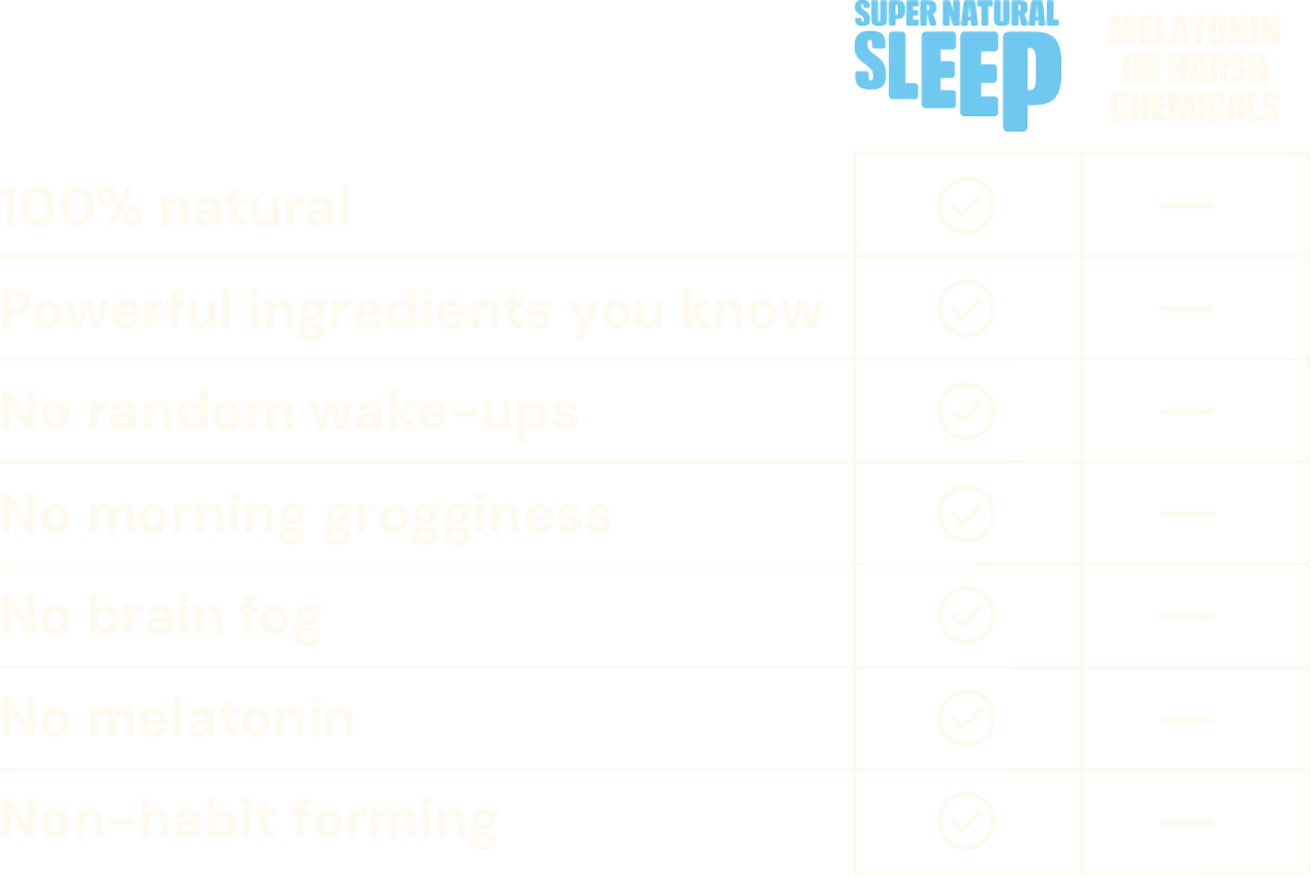 SUPER NATURAL
SLEEP
MELATONIN
OR HARSH
CHEMICALS
100% natural
Powerful ingredients you know
No random wake-ups
No morning grogginess
No brain fog
No melatonin
Non-habit forming